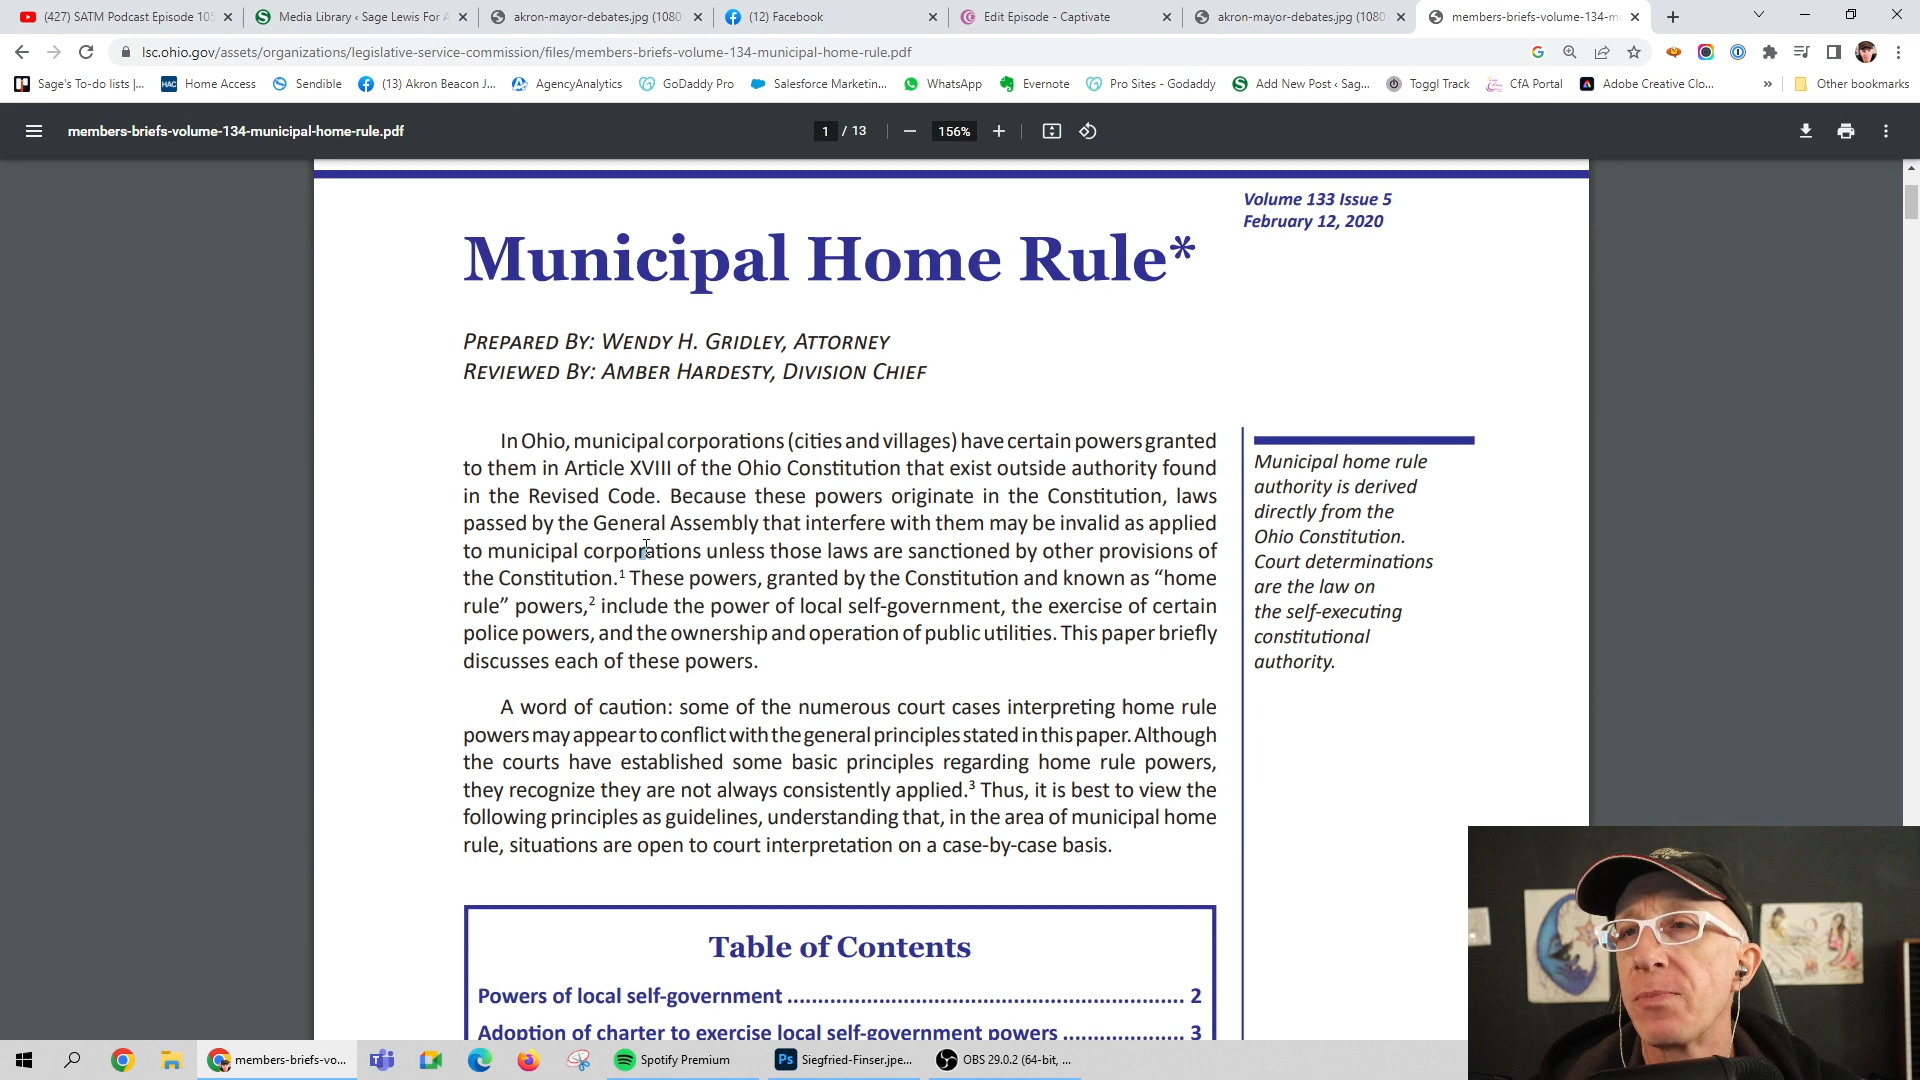 (427) SATM Podcast Episode 105
Media Library ‹ Sage Lewis For A
akron-mayor-debates.jpg (1080
(12) Facebook
Edit Episode - Captivate
akron-mayor-debates.jpg (1080
members-briefs-volume-134-m
lsc.ohio.gov/assets/organizations/legislative-service-commission/files/members-briefs-volume-134-municipal-home-rule.pdf
Sage's To-do lists |...
HAC
Home Access
Sendible
(13) Akron Beacon J...
AgencyAnalytics
GoDaddy Pro
Salesforce Marketin...
WhatsApp
Evernote
Pro Sites - Godaddy
Add New Post ‹ Sag...
Toggl Track
CfA Portal
Adobe Creative Clo...
»
Other bookmarks
members-briefs-volume-134-municipal-home-rule.pdf
1 / 13
156%
Volume 133 Issue 5
February 12, 2020
Municipal Home Rule*
PREPARED BY: WENDY H. GRIDLEY, ATTORNEY
REVIEWED BY: AMBER HARDESTY, DIVISION CHIEF
In Ohio, municipal corporations (cities and villages) have certain powers granted
to them in Article XVIII of the Ohio Constitution that exist outside authority found
in the Revised Code. Because these powers originate in the Constitution, laws
passed by the General Assembly that interfere with them may be invalid as applied
to municipal corporations unless those laws are sanctioned by other provisions of
the Constitution.1 These powers, granted by the Constitution and known as “home
rule” powers,2 include the power of local self-government, the exercise of certain
police powers, and the ownership and operation of public utilities. This paper briefly
discusses each of these powers.
Municipal home rule
authority is derived
directly from the
Ohio Constitution.
Court determinations
are the law on
the self-executing
constitutional
authority.
A word of caution: some of the numerous court cases interpreting home rule
powers may appear to conflict with the general principles stated in this paper. Although
the courts have established some basic principles regarding home rule powers,
they recognize they are not always consistently applied.3 Thus, it is best to view the
following principles as guidelines, understanding that, in the area of municipal home
rule, situations are open to court interpretation on a case-by-case basis.
Table of Contents
Powers of local self-government ................................................................ 2
Adoption of charter to exercise local self-government powers .................... 3
members-briefs-vo...
Spotify Premium
Ps
Siegfried-Finser.jpe...
OBS 29.0.2 (64-bit, ...